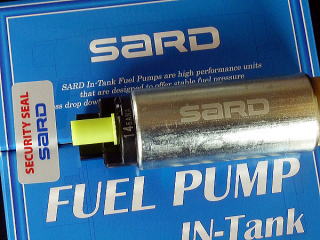 SARD
SARD In-Tank Fuel Pumps are high performance units
that are designed to offer stable fuel pressure
ss drop dow
SECURITY SEAL
SARD
SARD
FUEL PUMP
IN-Tank